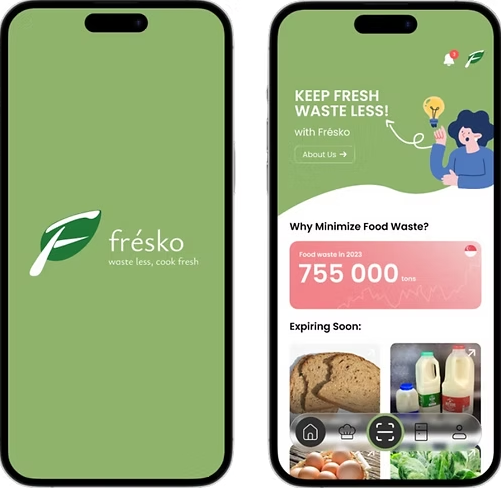 frésko
waste less, cook fresh
KEEP FRESH
WASTE LESS!
with Frésko
About Us →
Why Minimize Food Waste?
Food waste in 2023
755 000 tons
Expiring Soon: